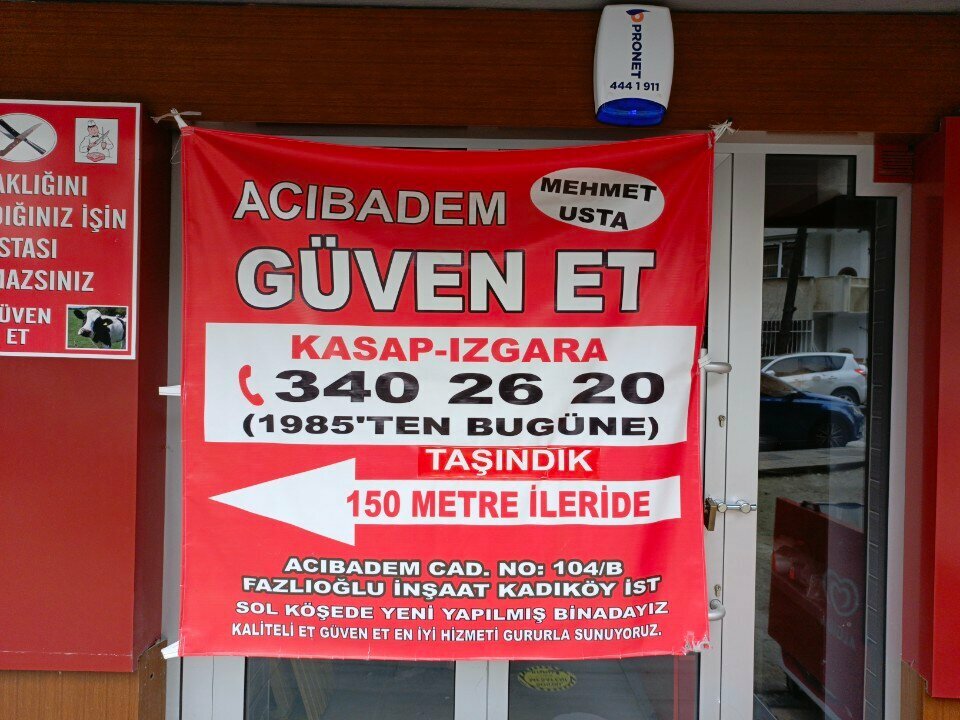 PRONET
444 1 911
AKLIĞINI
DIĞINIZ İŞİN
STASI
MAZSINIZ
ÜVEN
ET
ACIBADEM
MEHMET
USTA
GÜVEN ET
KASAP-IZGARA
340 26 20
(1985'TEN BUGÜNE)
TAŞINDIK
150 METRE İLERİDE
ACIBADEM CAD. NO: 104/B
FAZLIOĞLU İNŞAAT KADIKÖY İST
SOL KÖŞEDE YENİ YAPILMIŞ BİNADAYIZ
KALİTELİ ET GÜVEN ET EN İYİ HİZMETİ GURURLA SUNUYORUZ.